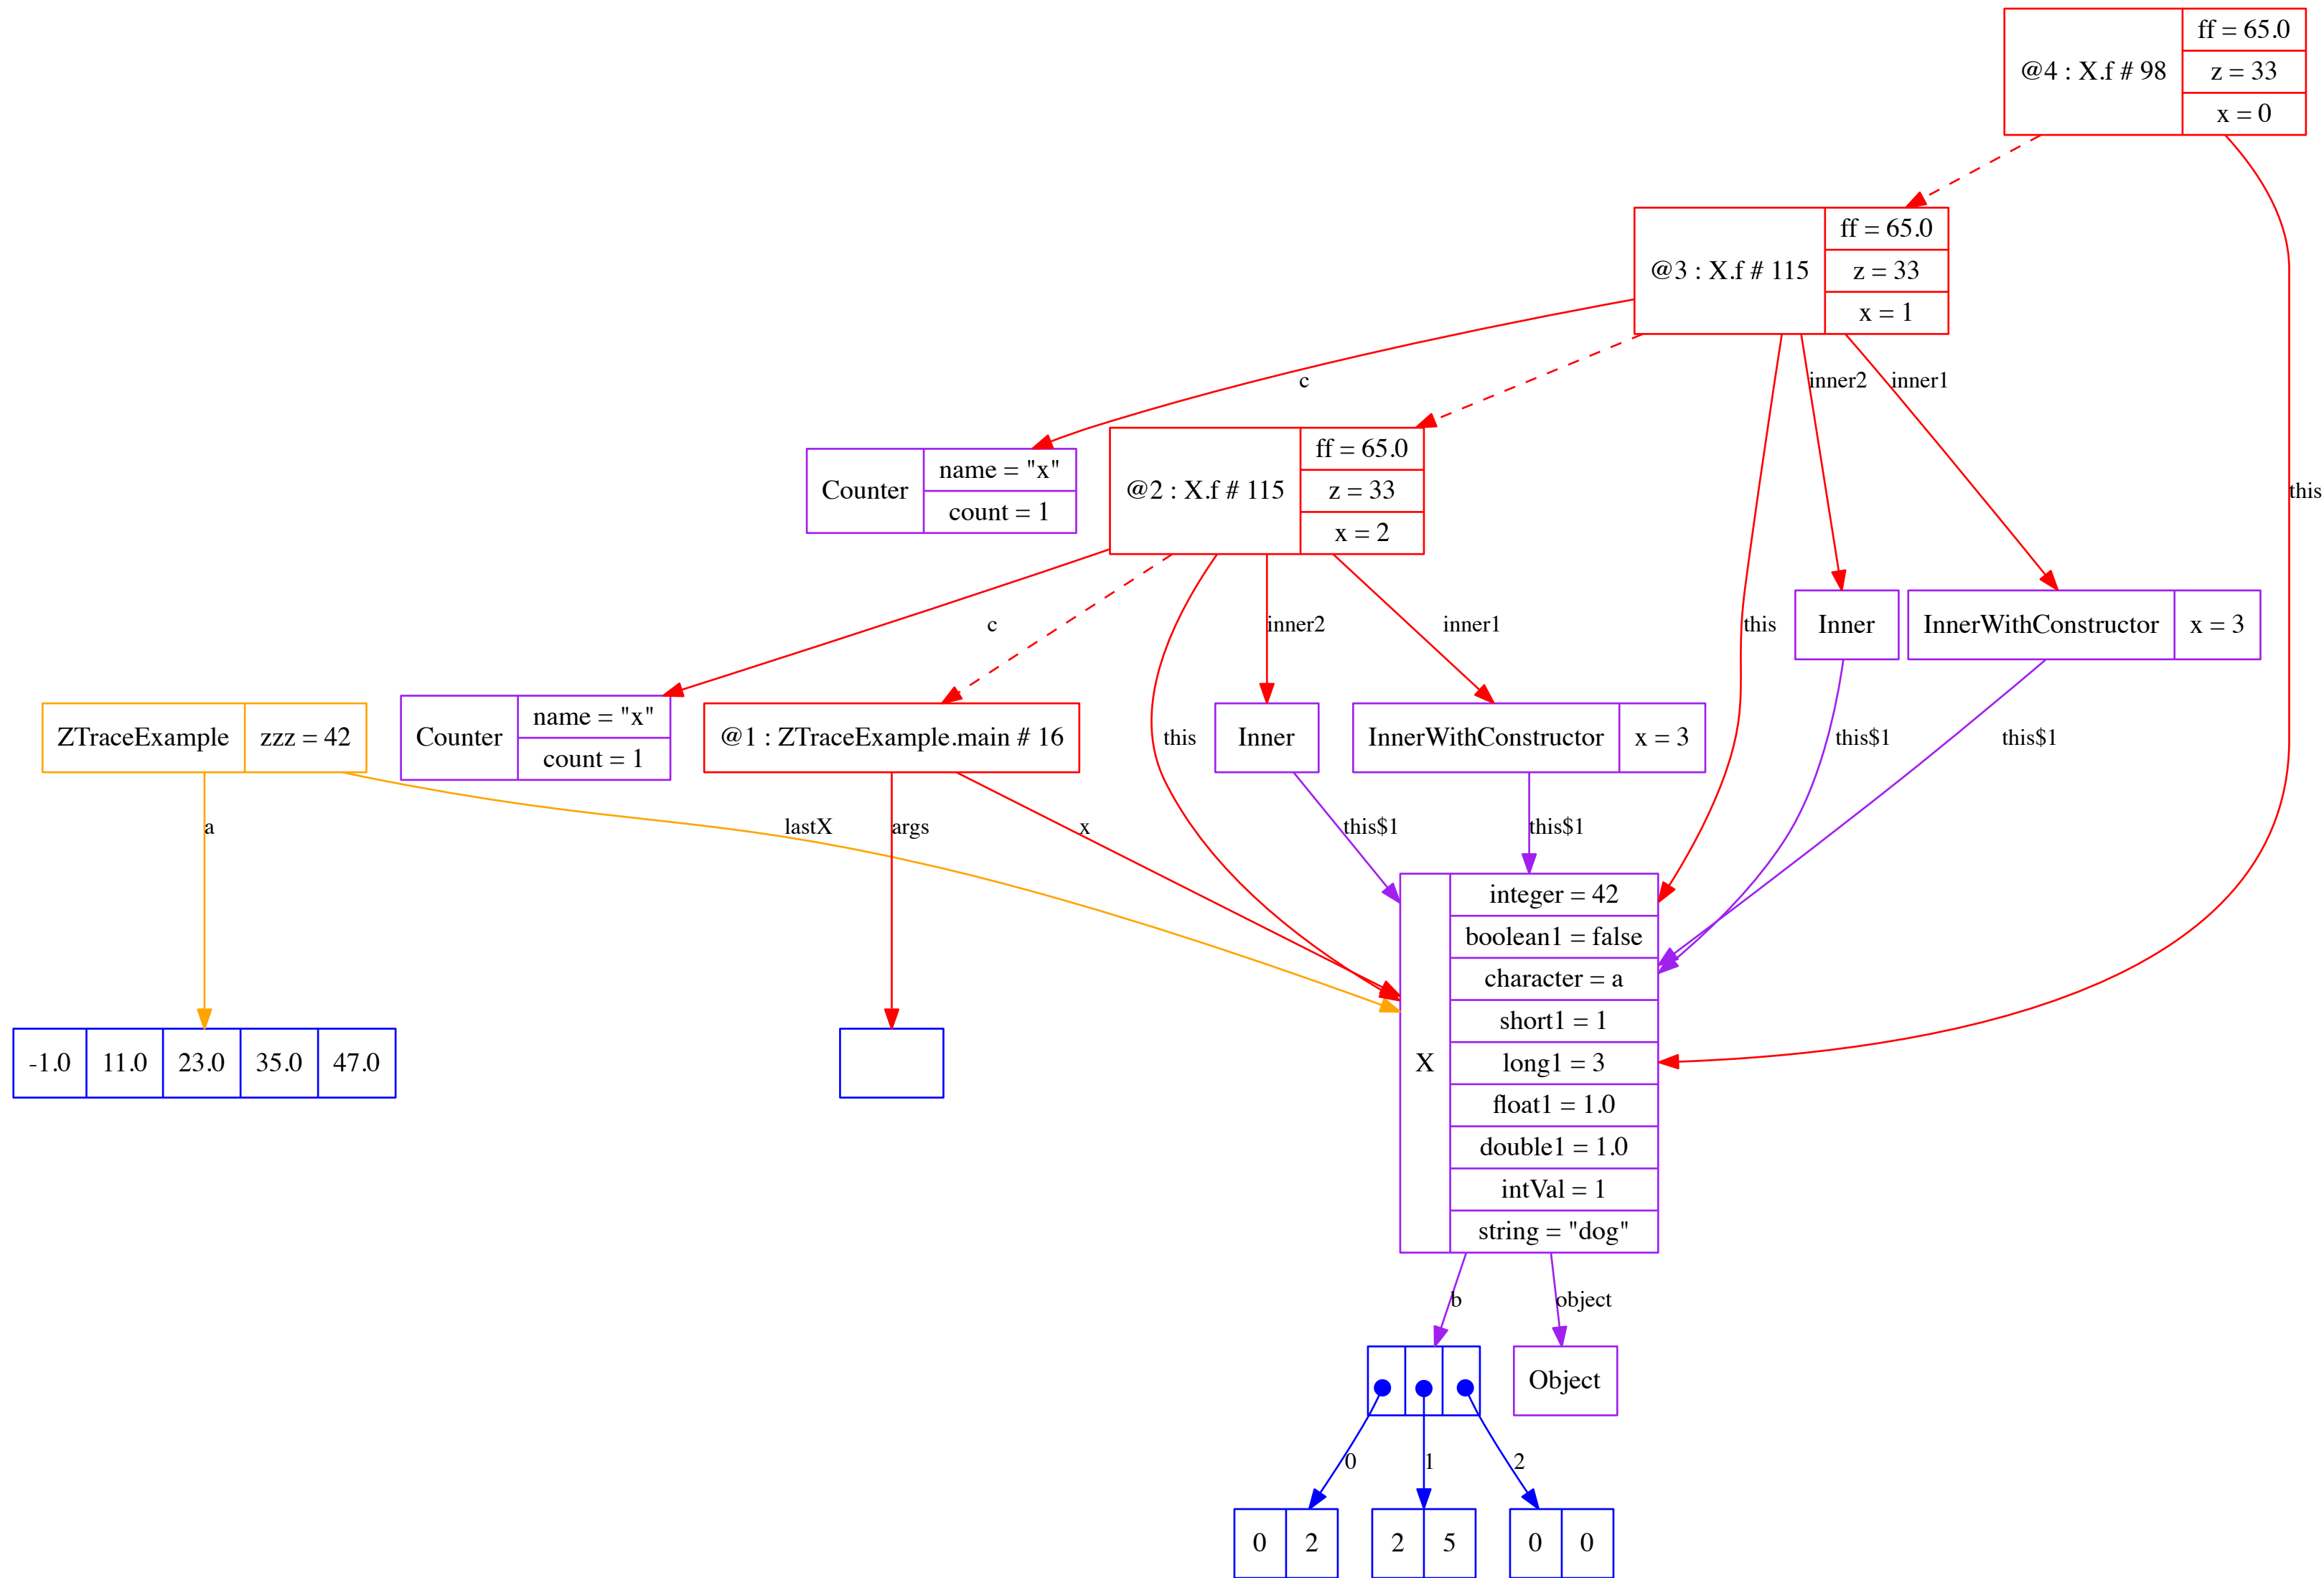 @4 : X.f # 98
ff = 65.0
z = 33
x = 0
@3 : X.f # 115
ff = 65.0
z = 33
x = 1
c
inner2
inner1
Counter
name = "x"
count = 1
@2 : X.f # 115
ff = 65.0
z = 33
x = 2
this
c
inner2
inner1
this
Inner
InnerWithConstructor
x = 3
ZTraceExample
zzz = 42
Counter
name = "x"
count = 1
@1 : ZTraceExample.main # 16
this
Inner
InnerWithConstructor
x = 3
this$1
this$1
a
lastX
args
x
this$1
this$1
X
integer = 42
boolean1 = false
character = a
short1 = 1
long1 = 3
float1 = 1.0
double1 = 1.0
intVal = 1
string = "dog"
-1.0
11.0
23.0
35.0
47.0
b
object
Object
0
1
2
0
2
2
5
0
0